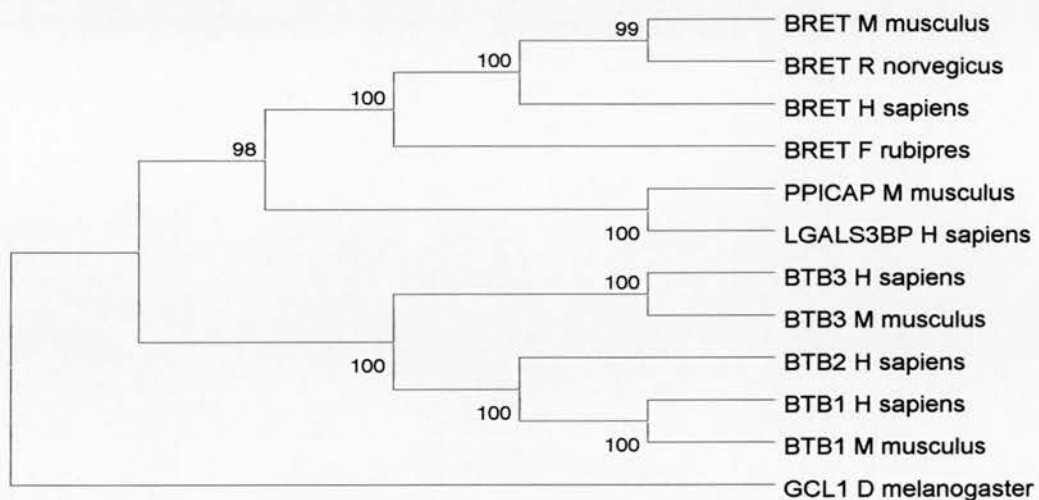 BRET M musculus
99
BRET R norvegicus
100
BRET H sapiens
100
BRET F rubipres
98
PPICAP M musculus
LGALS3BP H sapiens
100
BTB3 H sapiens
100
BTB3 M musculus
BTB2 H sapiens
100
BTB1 H sapiens
100
BTB1 M musculus
100
GCL1 D melanogaster